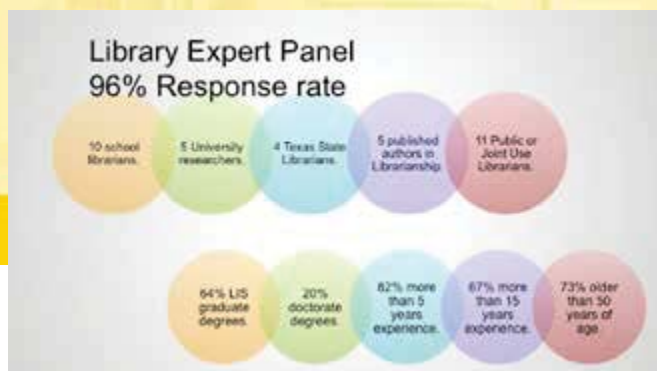 Library Expert Panel
96% Response rate
10 school
librarians.
5 University
researchers.
4 Texas State
Librarians.
5 published
authors in
Librarianship.
11 Public or
Joint Use
Librarians.
64% LIS
graduate
degrees.
20%
doctorate
degrees.
82% more
than 5
years
experience.
67% more
than 15
years
experience.
73% older
than 50
years of
age.